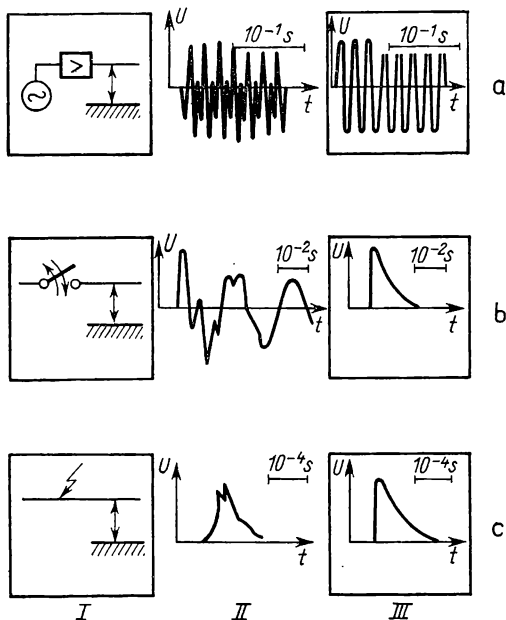 U 10⁻¹s U 10⁻¹s
> t t a
U 10⁻²s U 10⁻²s
t t b
U 10⁻⁴s U 10⁻⁴s
t t c
I II III